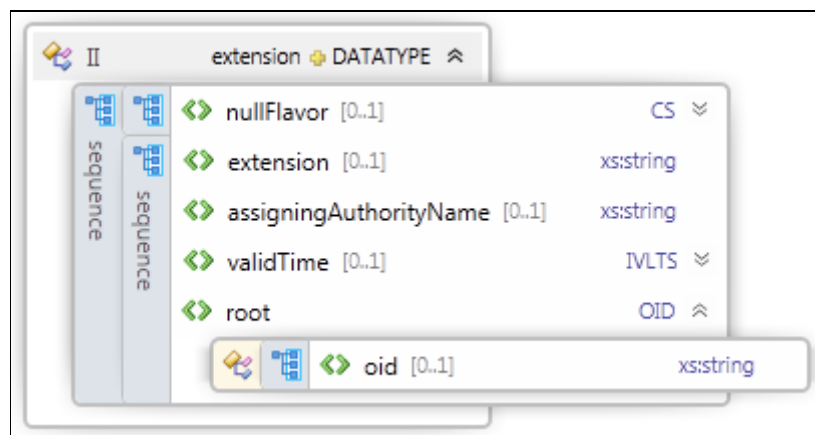 II extension DATATYPE
sequence
sequence
nullFlavor [0..1] CS
extension [0..1] xs:string
assigningAuthorityName [0..1] xs:string
validTime [0..1] IVLTS
root OID
oid [0..1] xs:string